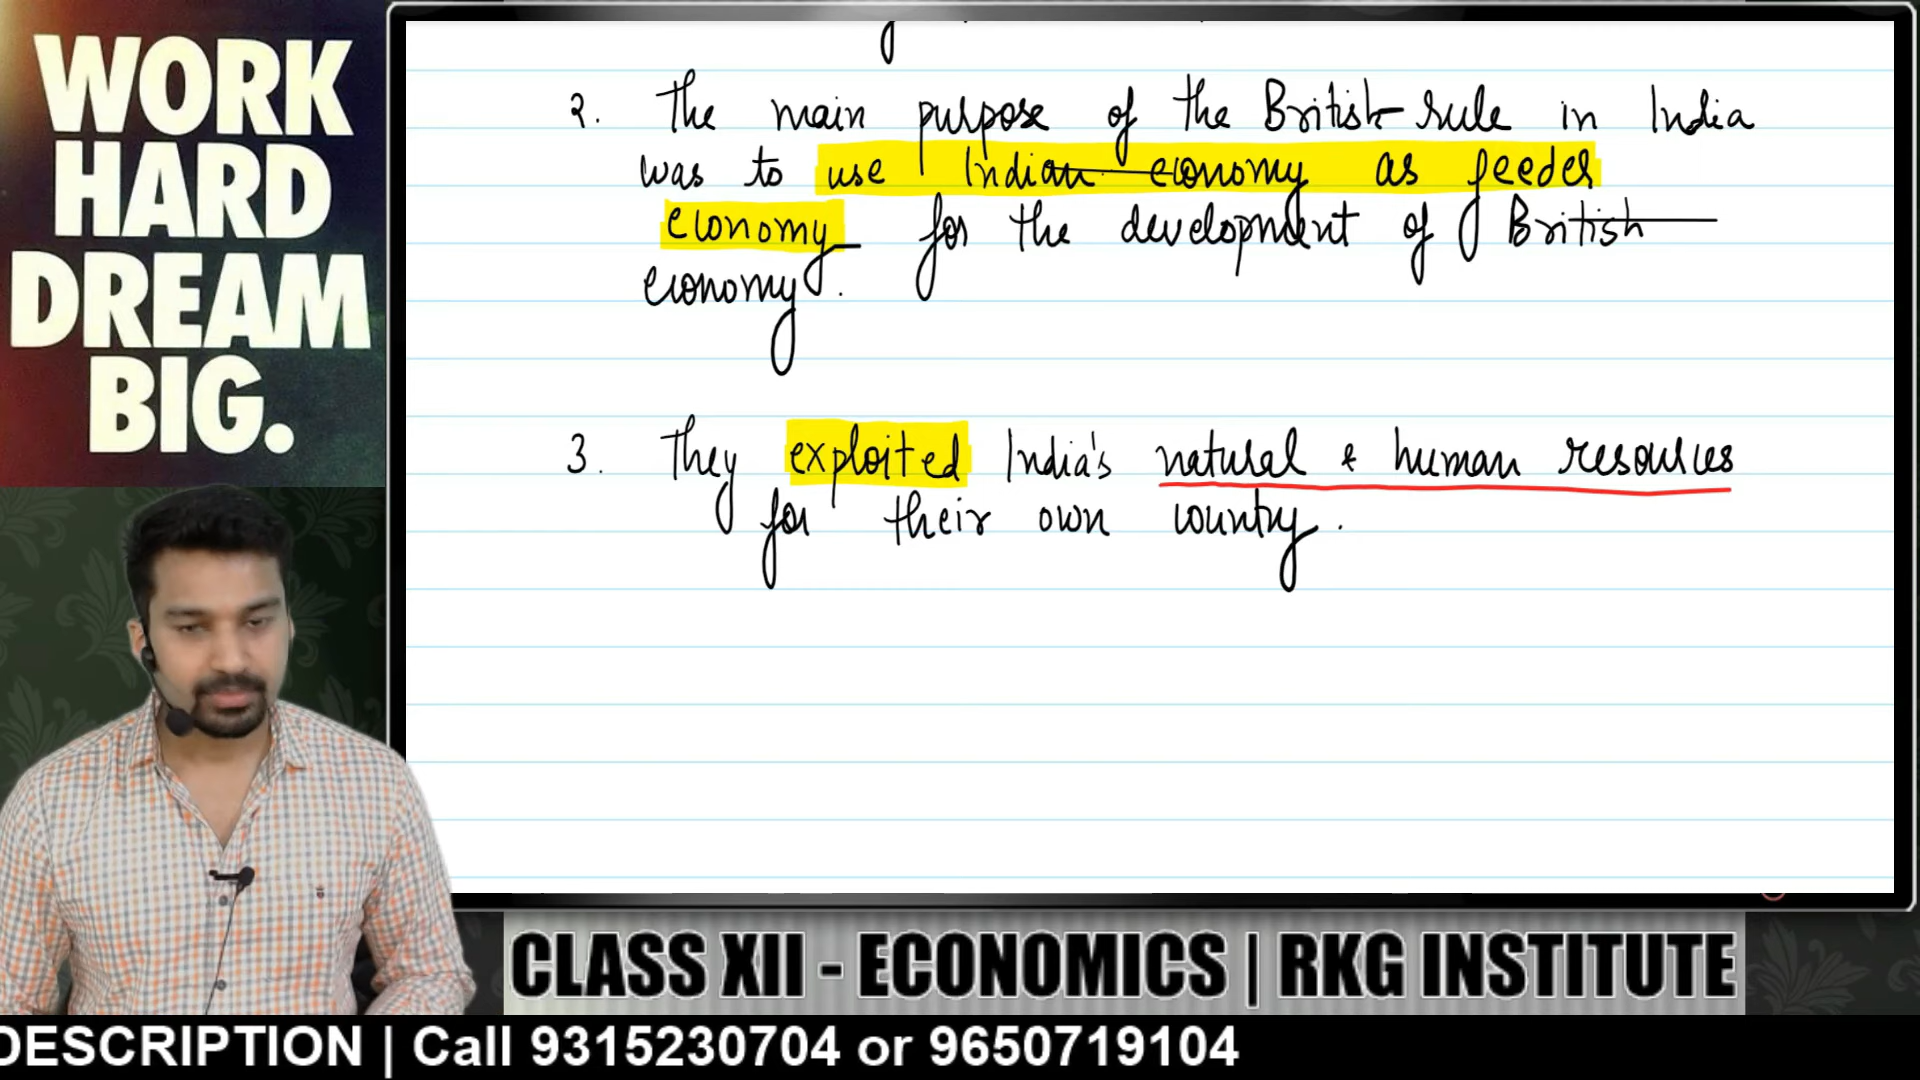 WORK
HARD
DREAM
BIG.
2. The main purpose of the British rule in India
was to use Indian economy as feeder
economy for the development of British
economy.
3. They exploited India's natural & human resources
for their own country.
CLASS XII - ECONOMICS | RKG INSTITUTE
DESCRIPTION | Call 9315230704 or 9650719104